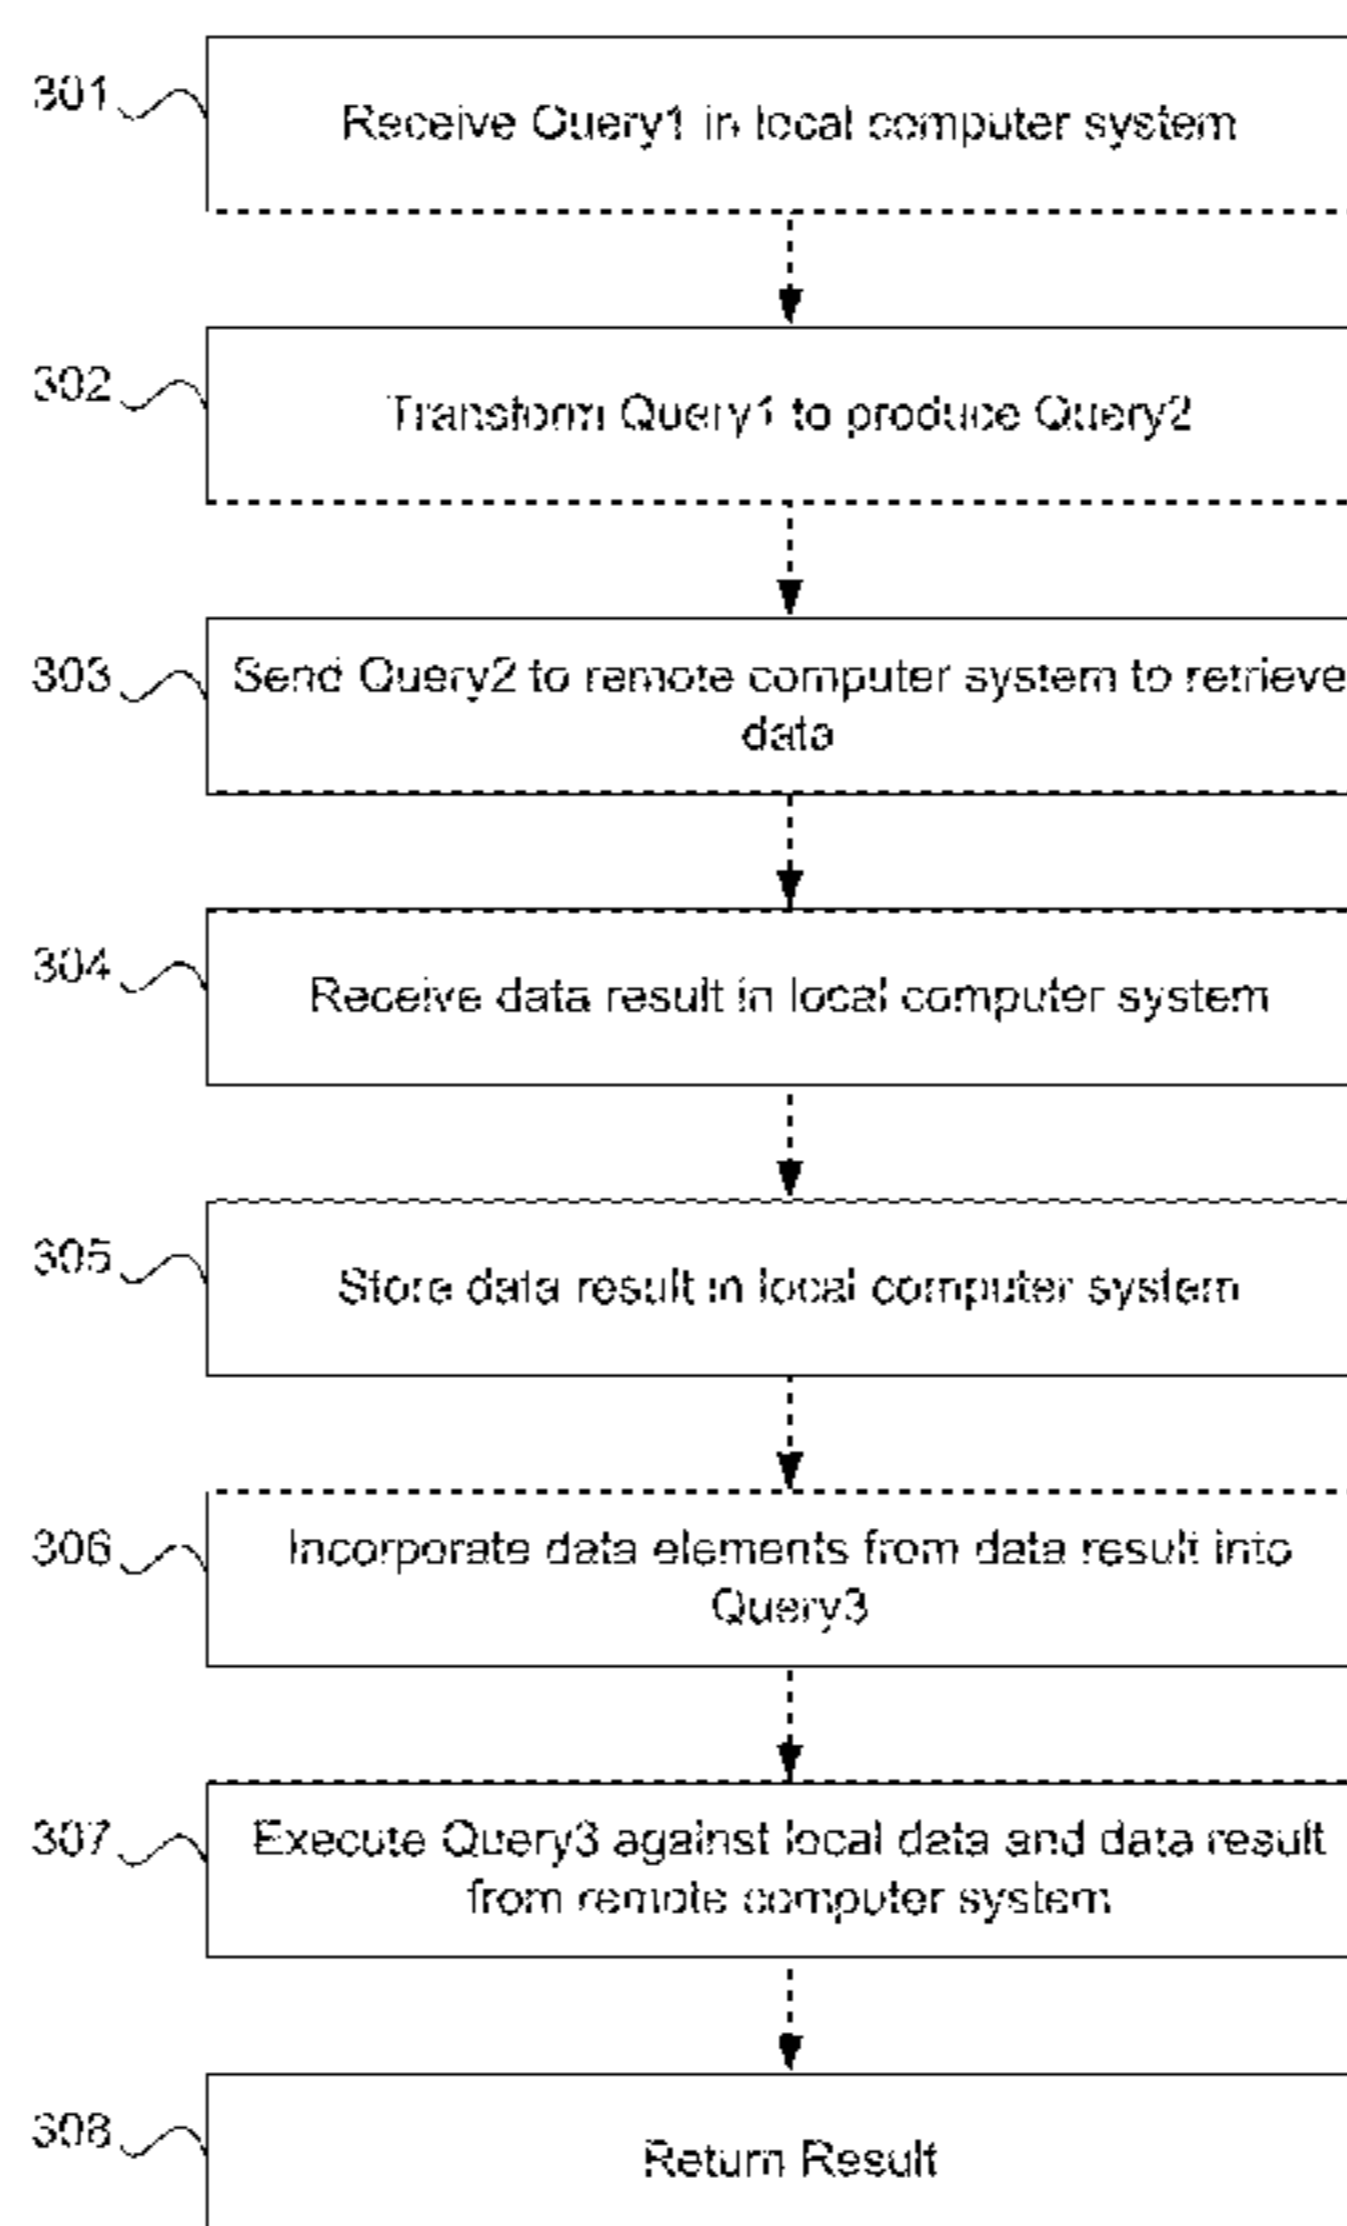 301
Receive Query1 in local computer system
302
Transform Query1 to produce Query2
303
Send Query2 to remote computer system to retrieve
data
304
Receive data result in local computer system
305
Store data result in local computer system
306
Incorporate data elements from data result into
Query3
307
Execute Query3 against local data and data result
from remote computer system
308
Return Result